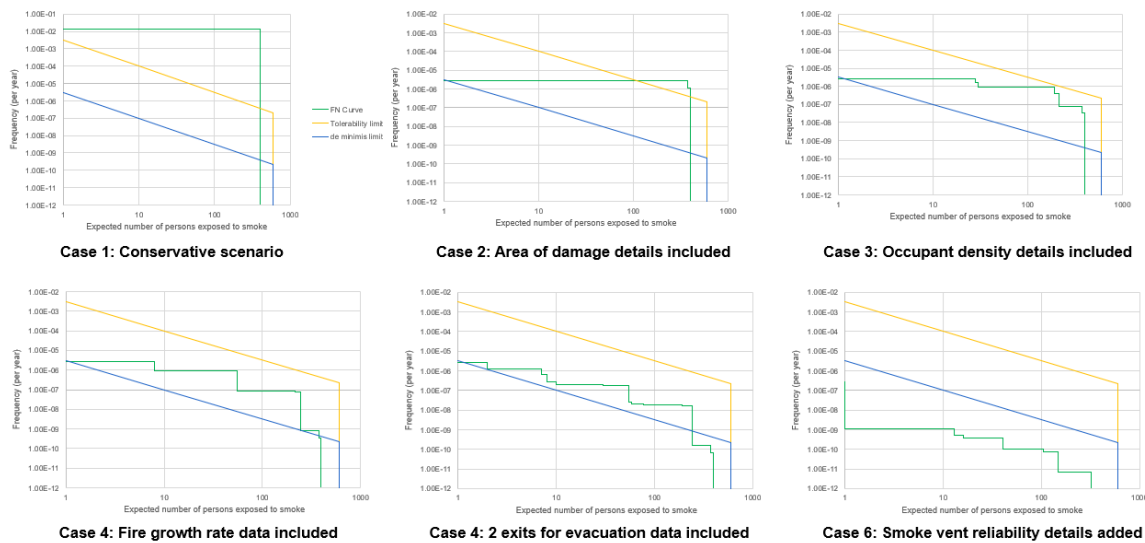 1.00E-01
1.00E-02
1.00E-03
1.00E-04
1.00E-05
1.00E-06
1.00E-07
1.00E-08
1.00E-09
1.00E-10
1.00E-11
1.00E-12
Frequency (per year)
1 10 100 1000
Expected number of persons exposed to smoke
FN Curve
Tolerability limit
de minimis limit
Case 1: Conservative scenario
1.00E-02
1.00E-03
1.00E-04
1.00E-05
1.00E-06
1.00E-07
1.00E-08
1.00E-09
1.00E-10
1.00E-11
1.00E-12
Frequency (per year)
1 10 100 1000
Expected number of persons exposed to smoke
Case 2: Area of damage details included
1.00E-02
1.00E-03
1.00E-04
1.00E-05
1.00E-06
1.00E-07
1.00E-08
1.00E-09
1.00E-10
1.00E-11
1.00E-12
Frequency (per year)
1 10 100 1000
Expected number of persons exposed to smoke
Case 3: Occupant density details included
1.00E-02
1.00E-03
1.00E-04
1.00E-05
1.00E-06
1.00E-07
1.00E-08
1.00E-09
1.00E-10
1.00E-11
1.00E-12
Frequency (per year)
1 10 100 1000
Expected number of persons exposed to smoke
Case 4: Fire growth rate data included
1.00E-02
1.00E-03
1.00E-04
1.00E-05
1.00E-06
1.00E-07
1.00E-08
1.00E-09
1.00E-10
1.00E-11
1.00E-12
Frequency (per year)
1 10 100 1000
Expected number of persons exposed to smoke
Case 4: 2 exits for evacuation data included
1.00E-02
1.00E-03
1.00E-04
1.00E-05
1.00E-06
1.00E-07
1.00E-08
1.00E-09
1.00E-10
1.00E-11
1.00E-12
Frequency (per year)
1 10 100 1000
Expected number of persons exposed to smoke
Case 6: Smoke vent reliability details added